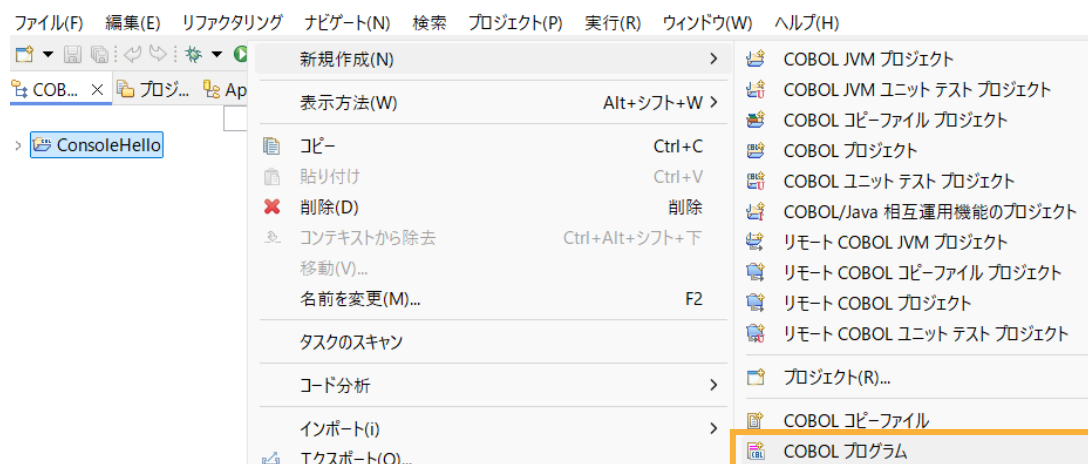 ファイル(F) 編集(E) リファクタリング ナビゲート(N) 検索 プロジェクト(P) 実行(R) ウィンドウ(W) ヘルプ(H)
COB... プロジ... Ap
ConsoleHello
新規作成(N)
表示方法(W) Alt+シフト+W
コピー Ctrl+C
貼り付け Ctrl+V
削除(D) 削除
コンテキストから除去 Ctrl+Alt+シフト+下
移動(V)...
名前を変更(M)... F2
タスクのスキャン
コード分析
インポート(i)
エクスポート(O)...
COBOL JVM プロジェクト
COBOL JVM ユニット テスト プロジェクト
COBOL コピーファイル プロジェクト
COBOL プロジェクト
COBOL ユニット テスト プロジェクト
COBOL/Java 相互運用機能のプロジェクト
リモート COBOL JVM プロジェクト
リモート COBOL コピーファイル プロジェクト
リモート COBOL プロジェクト
リモート COBOL ユニット テスト プロジェクト
プロジェクト(R)...
COBOL コピーファイル
COBOL プログラム